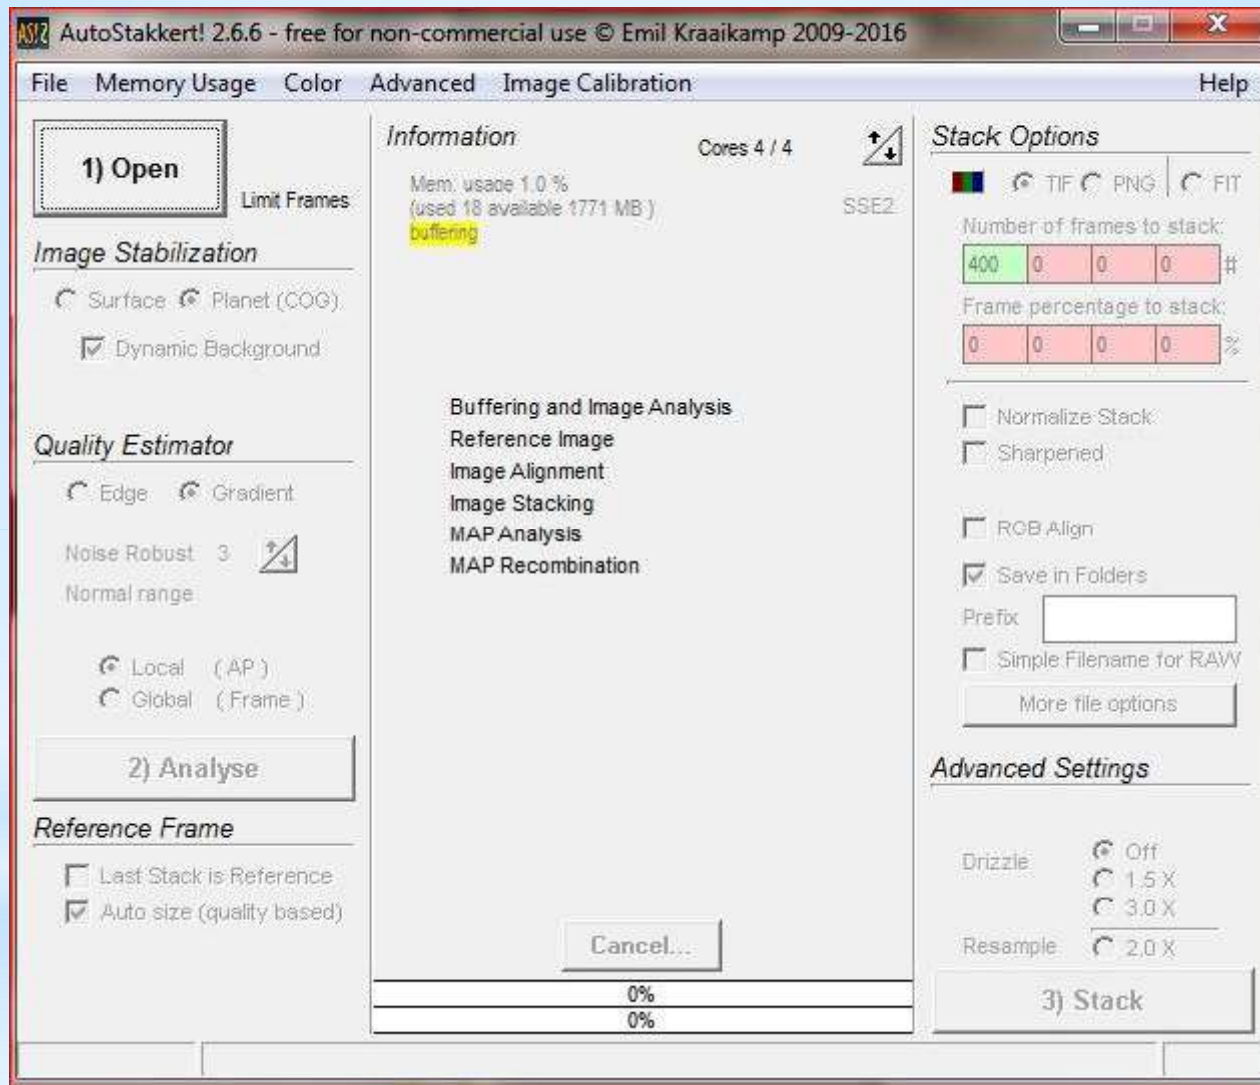 AS!2 AutoStakkert! 2.6.6 - free for non-commercial use © Emil Kraaikamp 2009-2016
File Memory Usage Color Advanced Image Calibration Help
1) Open
Limit Frames
Image Stabilization
Surface Planet (COG)
Dynamic Background
Quality Estimator
Edge Gradient
Noise Robust 3
Normal range
Local (AP)
Global (Frame)
2) Analyse
Reference Frame
Last Stack is Reference
Auto size (quality based)
Information
Cores 4 / 4
Mem. usage 1.0 %
(used 18 available 1771 MB )
SSE2
buffering
Buffering and Image Analysis
Reference Image
Image Alignment
Image Stacking
MAP Analysis
MAP Recombination
Cancel...
0%
0%
Stack Options
TIF PNG FIT
Number of frames to stack:
400 0 0 0 #
Frame percentage to stack:
0 0 0 0 %
Normalize Stack
Sharpened
RGB Align
Save in Folders
Prefix
Simple Filename for RAW
More file options
Advanced Settings
Drizzle Off
1.5 X
3.0 X
Resample 2.0 X
3) Stack